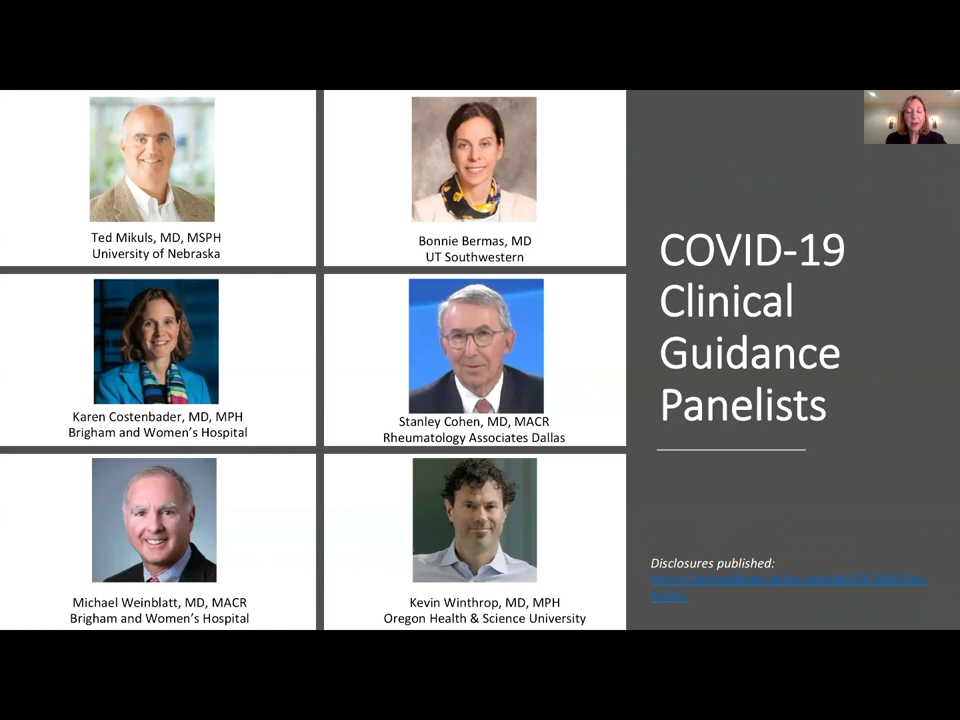 Ted Mikuls, MD, MSPH
University of Nebraska
Bonnie Bermas, MD
UT Southwestern
Karen Costenbader, MD, MPH
Brigham and Women's Hospital
Stanley Cohen, MD, MACR
Rheumatology Associates Dallas
Michael Weinblatt, MD, MACR
Brigham and Women's Hospital
Kevin Winthrop, MD, MPH
Oregon Health & Science University
COVID-19
Clinical
Guidance
Panelists
Disclosures published: